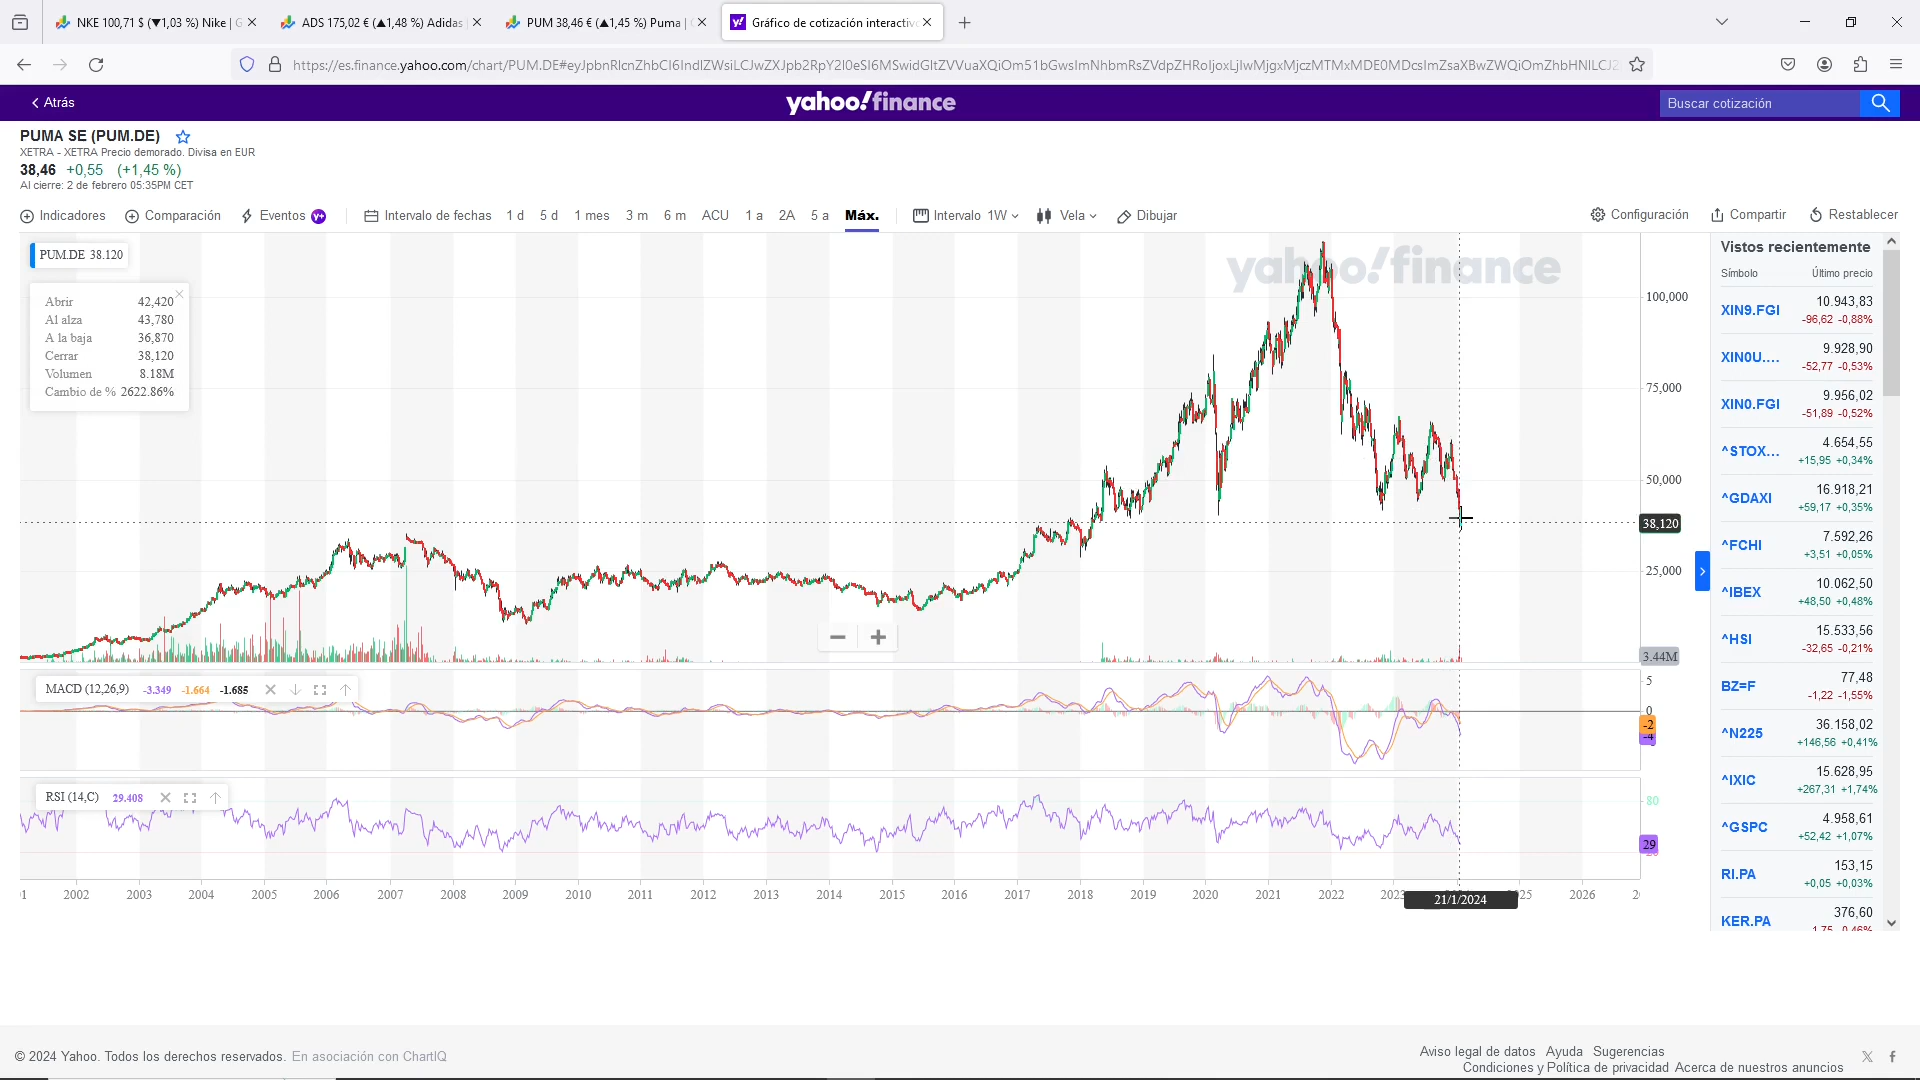 NKE 100,71 $ (▼1,03 %) Nike | G
ADS 175,02 € (▲1,48 %) Adidas
PUM 38,46 € (▲1,45 %) Puma |
Gráfico de cotización interactivo
Atrás
yahoo!finance
Buscar cotización
PUMA SE (PUM.DE)
XETRA - XETRA Precio demorado. Divisa en EUR
38,46 +0,55 (+1,45 %)
Al cierre: 2 de febrero 05:35PM CET
Indicadores Comparación Eventos Intervalo de fechas 1 d 5 d 1 mes 3 m 6 m ACU 1 a 2A 5 a Máx. Intervalo 1W Vela Dibujar Configuración Compartir Restablecer
PUM.DE 38.120
yahoo!finance
Abrir 42,420
Al alza 43,780
A la baja 36,870
Cerrar 38,120
Volumen 8.18M
Cambio de % 2622.86%
100,000
75,000
50,000
38,120
25,000
3.44M
MACD (12,26,9) -3.349 -1.664 -1.685
5
0
-2
-4
RSI (14,C) 29.408
80
29
2002 2003 2004 2005 2006 2007 2008 2009 2010 2011 2012 2013 2014 2015 2016 2017 2018 2019 2020 2021 2022 2023 21/1/2024 2026
Vistos recientemente
Símbolo Último precio
XIN9.FGI 10.943,83
-96,62 -0,88%
XIN0U.... 9.928,90
-52,77 -0,53%
XIN0.FGI 9.956,02
-51,89 -0,52%
^STOX... 4.654,55
+15,95 +0,34%
^GDAXI 16.918,21
+59,17 +0,35%
^FCHI 7.592,26
+3,51 +0,05%
^IBEX 10.062,50
+48,50 +0,48%
^HSI 15.533,56
-32,65 -0,21%
BZ=F 77,48
-1,22 -1,55%
^N225 36.158,02
+146,56 +0,41%
^IXIC 15.628,95
+267,31 +1,74%
^GSPC 4.958,61
+52,42 +1,07%
RI.PA 153,15
+0,05 +0,03%
KER.PA 376,60
-1,75 -0,46%
© 2024 Yahoo. Todos los derechos reservados. En asociación con ChartIQ
Aviso legal de datos Ayuda Sugerencias
Condiciones y Política de privacidad Acerca de nuestros anuncios